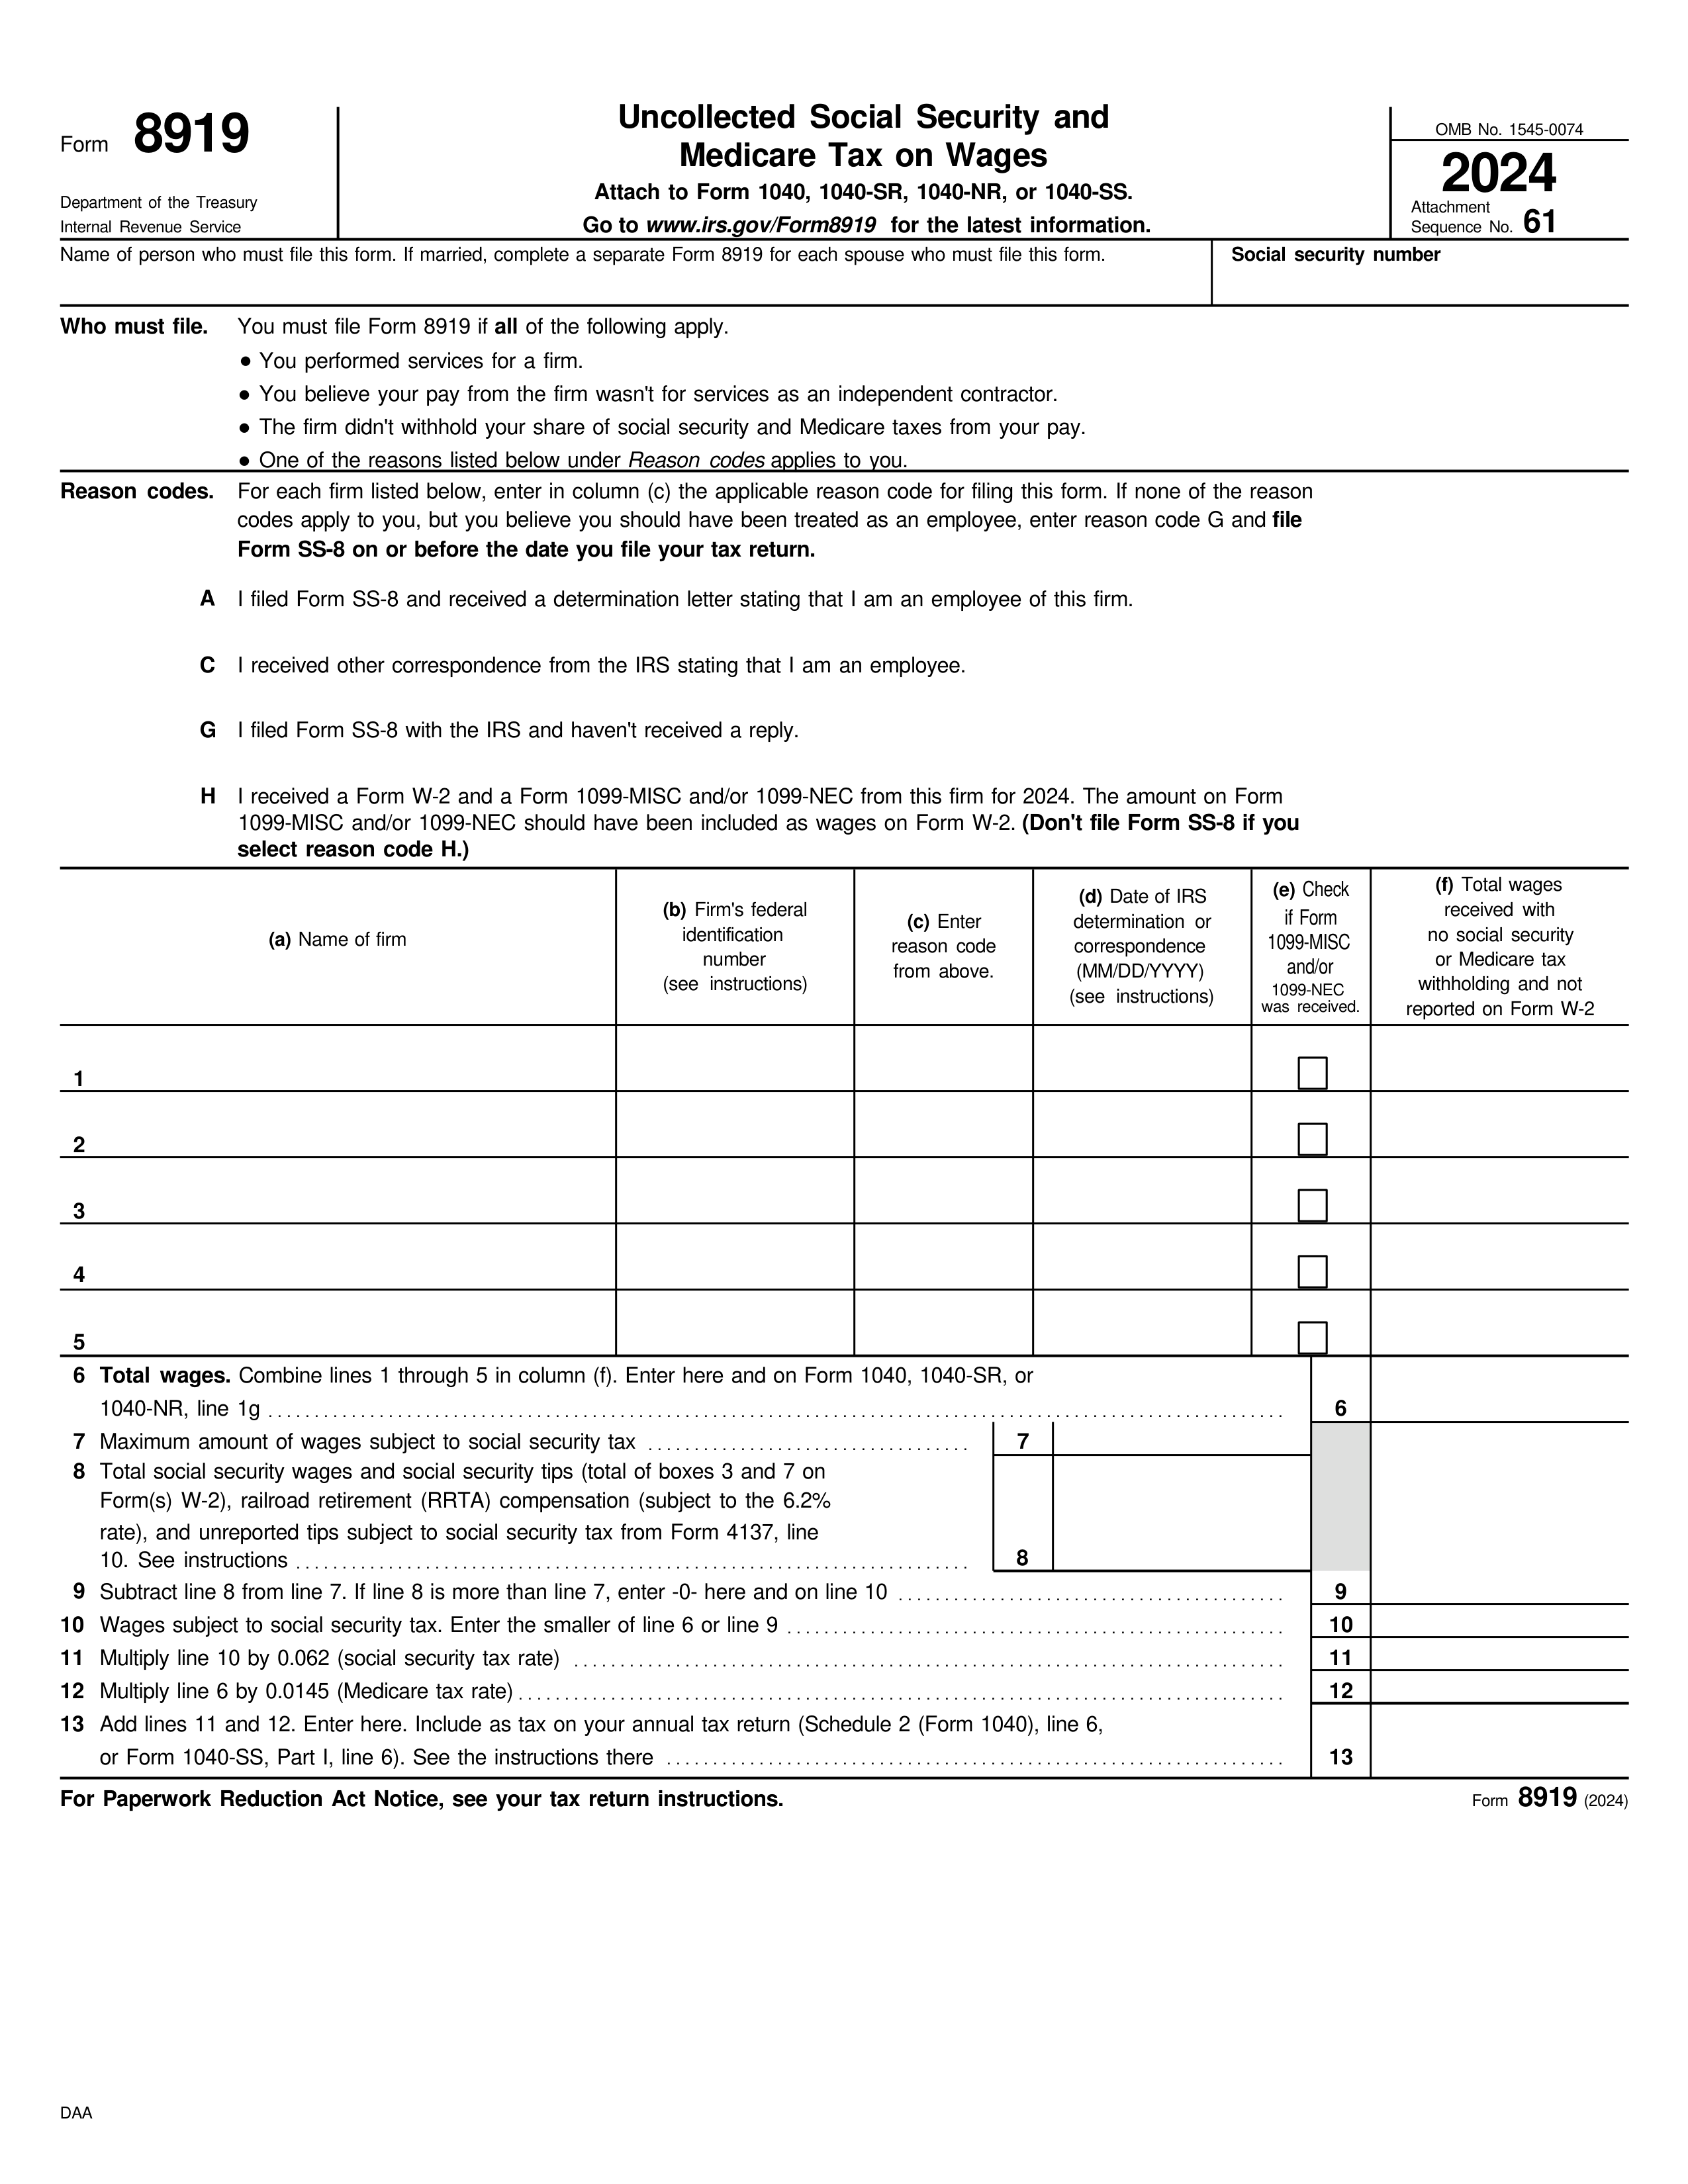 Form 8919
Department of the Treasury
Internal Revenue Service
Uncollected Social Security and
Medicare Tax on Wages
Attach to Form 1040, 1040-SR, 1040-NR, or 1040-SS.
Go to www.irs.gov/Form8919 for the latest information.
OMB No. 1545-0074
2024
Attachment
Sequence No. 61
Name of person who must file this form. If married, complete a separate Form 8919 for each spouse who must file this form.
Social security number
Who must file. You must file Form 8919 if all of the following apply.
● You performed services for a firm.
● You believe your pay from the firm wasn't for services as an independent contractor.
● The firm didn't withhold your share of social security and Medicare taxes from your pay.
● One of the reasons listed below under Reason codes applies to you.
Reason codes. For each firm listed below, enter in column (c) the applicable reason code for filing this form. If none of the reason
codes apply to you, but you believe you should have been treated as an employee, enter reason code G and file
Form SS-8 on or before the date you file your tax return.
A I filed Form SS-8 and received a determination letter stating that I am an employee of this firm.
C I received other correspondence from the IRS stating that I am an employee.
G I filed Form SS-8 with the IRS and haven't received a reply.
H I received a Form W-2 and a Form 1099-MISC and/or 1099-NEC from this firm for 2024. The amount on Form
1099-MISC and/or 1099-NEC should have been included as wages on Form W-2. (Don't file Form SS-8 if you
select reason code H.)
(a) Name of firm
(b) Firm's federal
identification
number
(see instructions)
(c) Enter
reason code
from above.
(d) Date of IRS
determination or
correspondence
(MM/DD/YYYY)
(see instructions)
(e) Check
if Form
1099-MISC
and/or
1099-NEC
was received.
(f) Total wages
received with
no social security
or Medicare tax
withholding and not
reported on Form W-2
1
2
3
4
5
6 Total wages. Combine lines 1 through 5 in column (f). Enter here and on Form 1040, 1040-SR, or
1040-NR, line 1g 6
7 Maximum amount of wages subject to social security tax 7
8 Total social security wages and social security tips (total of boxes 3 and 7 on
Form(s) W-2), railroad retirement (RRTA) compensation (subject to the 6.2%
rate), and unreported tips subject to social security tax from Form 4137, line
10. See instructions 8
9 Subtract line 8 from line 7. If line 8 is more than line 7, enter -0- here and on line 10 9
10 Wages subject to social security tax. Enter the smaller of line 6 or line 9 10
11 Multiply line 10 by 0.062 (social security tax rate) 11
12 Multiply line 6 by 0.0145 (Medicare tax rate) 12
13 Add lines 11 and 12. Enter here. Include as tax on your annual tax return (Schedule 2 (Form 1040), line 6,
or Form 1040-SS, Part I, line 6). See the instructions there 13
For Paperwork Reduction Act Notice, see your tax return instructions.
Form 8919 (2024)
DAA